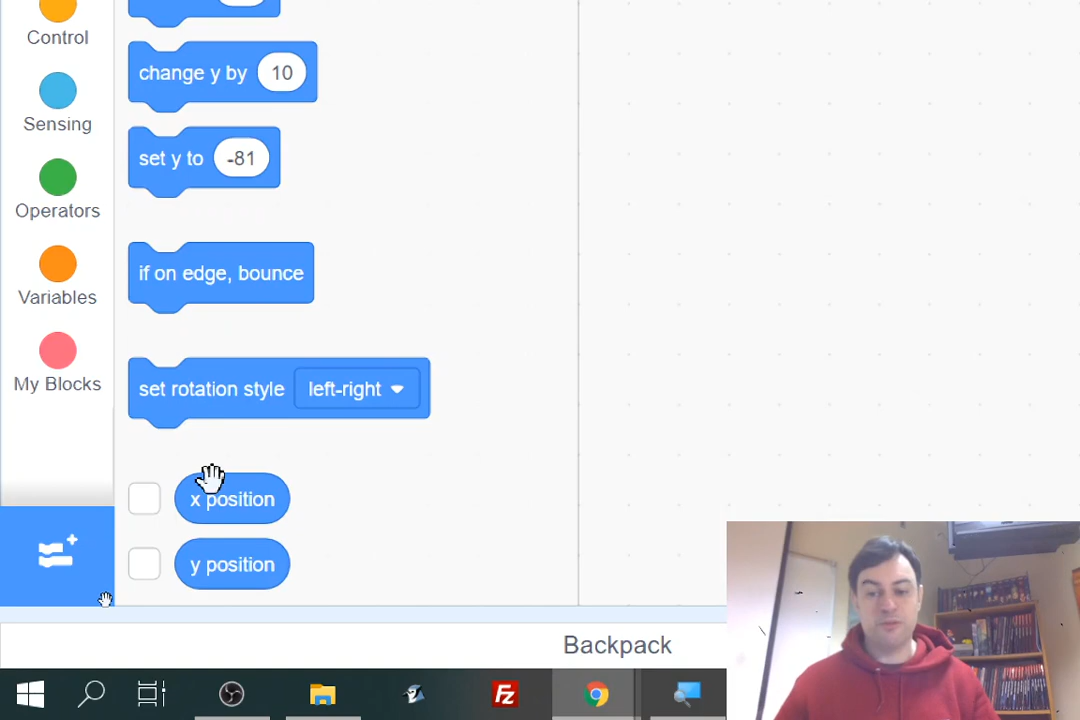 Control
change y by 10
Sensing
set y to -81
Operators
if on edge, bounce
Variables
My Blocks
set rotation style left-right
x position
y position
Backpack
Fz